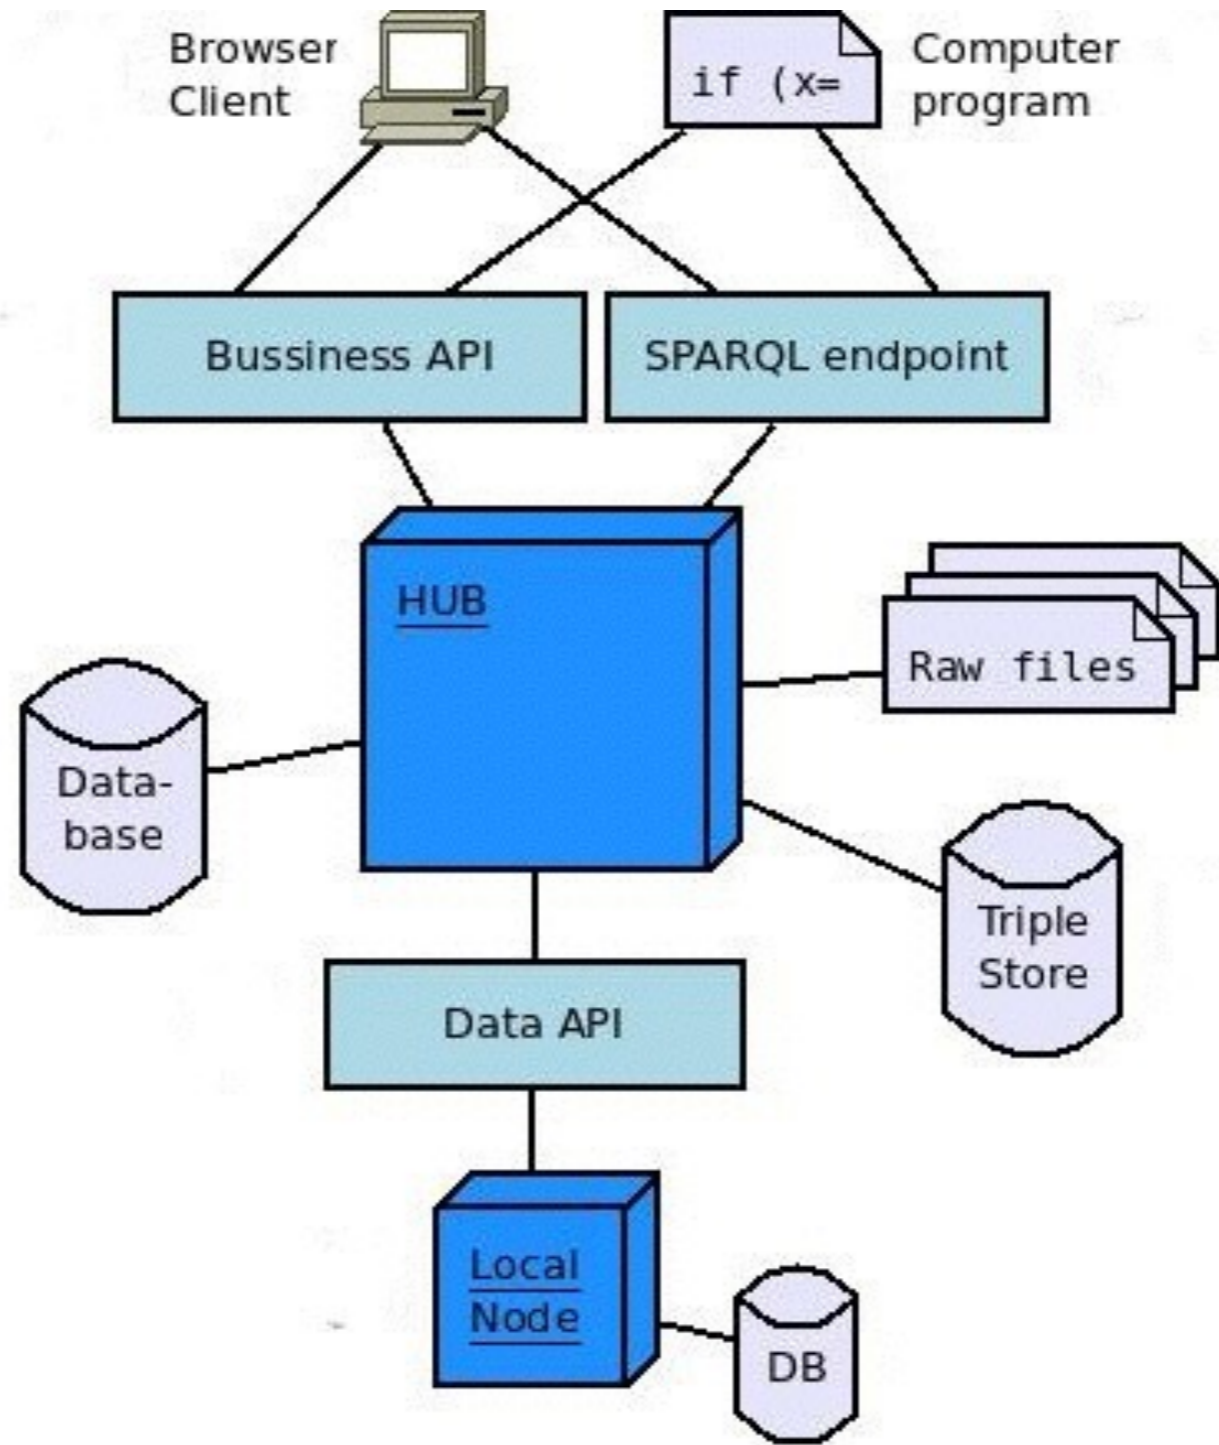 Browser
Client
if (x=
Computer
program
Bussiness API
SPARQL endpoint
HUB
Raw files
Data-
base
Triple
Store
Data API
Local
Node
DB